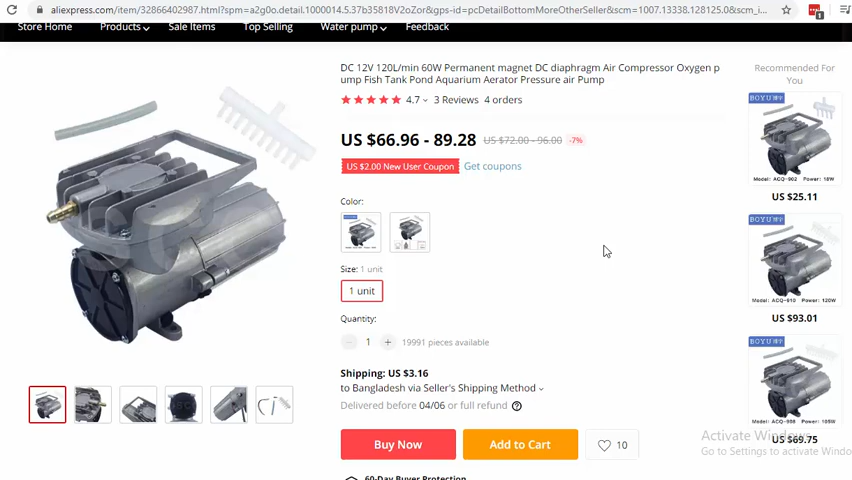 aliexpress.com/item/32866402987.html?spm=a2g0o.detail.1000014.5.37b35818V2oZor&gps-id=pcDetailBottomMoreOtherSeller&scm=1007.13338.128125.0&scm_i...
Store Home Products Sale Items Top Selling Water pump Feedback
DC 12V 120L/min 60W Permanent magnet DC diaphragm Air Compressor Oxygen p
ump Fish Tank Pond Aquarium Aerator Pressure air Pump
4.7 3 Reviews 4 orders
US $66.96 - 89.28 US $72.00 - 96.00 -7%
US $2.00 New User Coupon Get coupons
Color:
Size: 1 unit
1 unit
Quantity:
- 1 + 19991 pieces available
Shipping: US $3.16
to Bangladesh via Seller's Shipping Method
Delivered before 04/06 or full refund ?
Buy Now Add to Cart 10
60-Day Buyer Protection
Recommended For
You
BOYU
Model: ACQ-902 Power: 18W
US $25.11
BOYU
Model: ACQ-910 Power: 120W
US $93.01
BOYU
Model: ACQ-908 Power: 105W
US $69.75
Activate Windows
Go to Settings to activate Windo